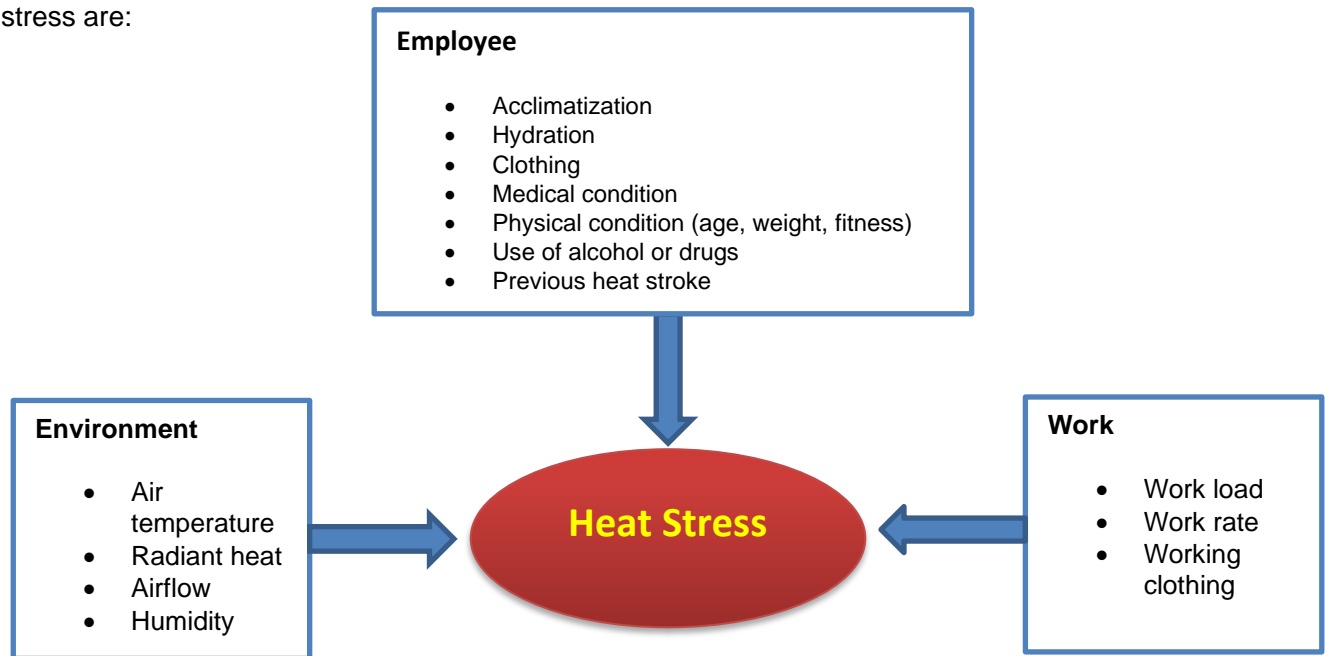 stress are:
Employee
• Acclimatization
• Hydration
• Clothing
• Medical condition
• Physical condition (age, weight, fitness)
• Use of alcohol or drugs
• Previous heat stroke
Environment
• Air
temperature
• Radiant heat
• Airflow
• Humidity
Heat Stress
Work
• Work load
• Work rate
• Working
clothing